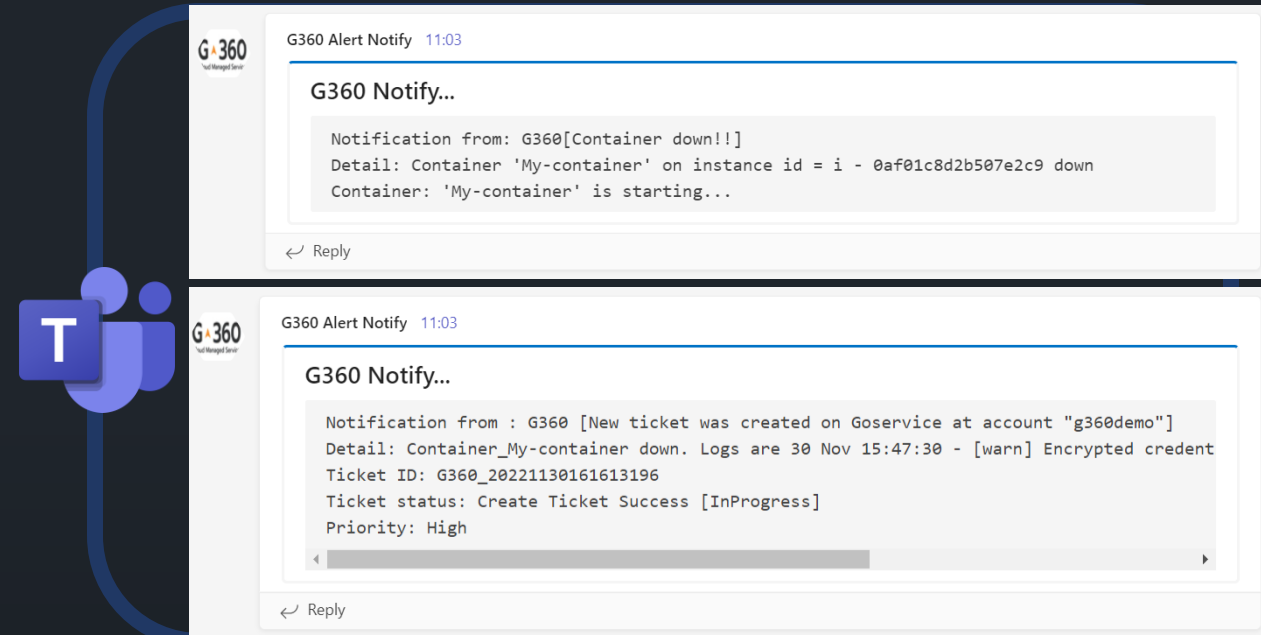 G 360
G360 Alert Notify 11:03
G360 Notify...
Notification from: G360[Container down!!]
Detail: Container 'My-container' on instance id = i - 0af01c8d2b507e2c9 down
Container: 'My-container' is starting...
Reply
T
G 360
G360 Alert Notify 11:03
G360 Notify...
Notification from : G360 [New ticket was created on Goservice at account "g360demo"]
Detail: Container_My-container down. Logs are 30 Nov 15:47:30 - [warn] Encrypted credent
Ticket ID: G360_20221130161613196
Ticket status: Create Ticket Success [InProgress]
Priority: High
Reply